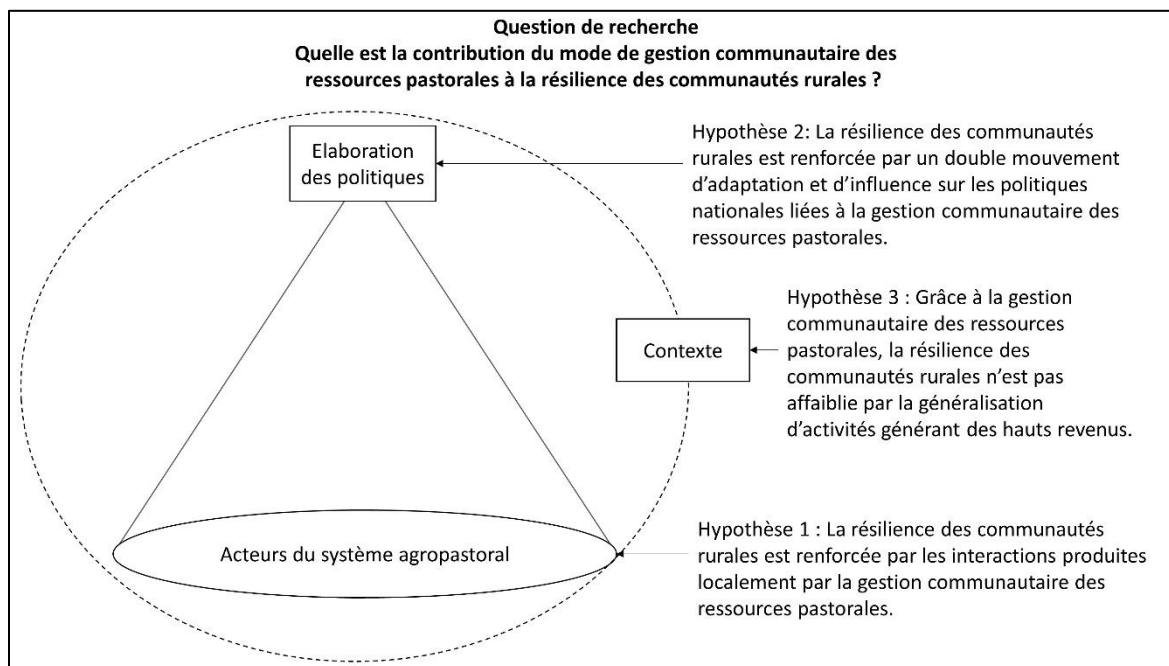 Question de recherche
Quelle est la contribution du mode de gestion communautaire des
ressources pastorales à la résilience des communautés rurales ?
Elaboration
des politiques
Hypothèse 2: La résilience des communautés
rurales est renforcée par un double mouvement
d’adaptation et d’influence sur les politiques
nationales liées à la gestion communautaire des
ressources pastorales.
Contexte
Hypothèse 3 : Grâce à la gestion
communautaire des ressources
pastorales, la résilience des
communautés rurales n’est pas
affaiblie par la généralisation
d’activités générant des hauts revenus.
Acteurs du système agropastoral
Hypothèse 1 : La résilience des communautés
rurales est renforcée par les interactions produites
localement par la gestion communautaire des
ressources pastorales.